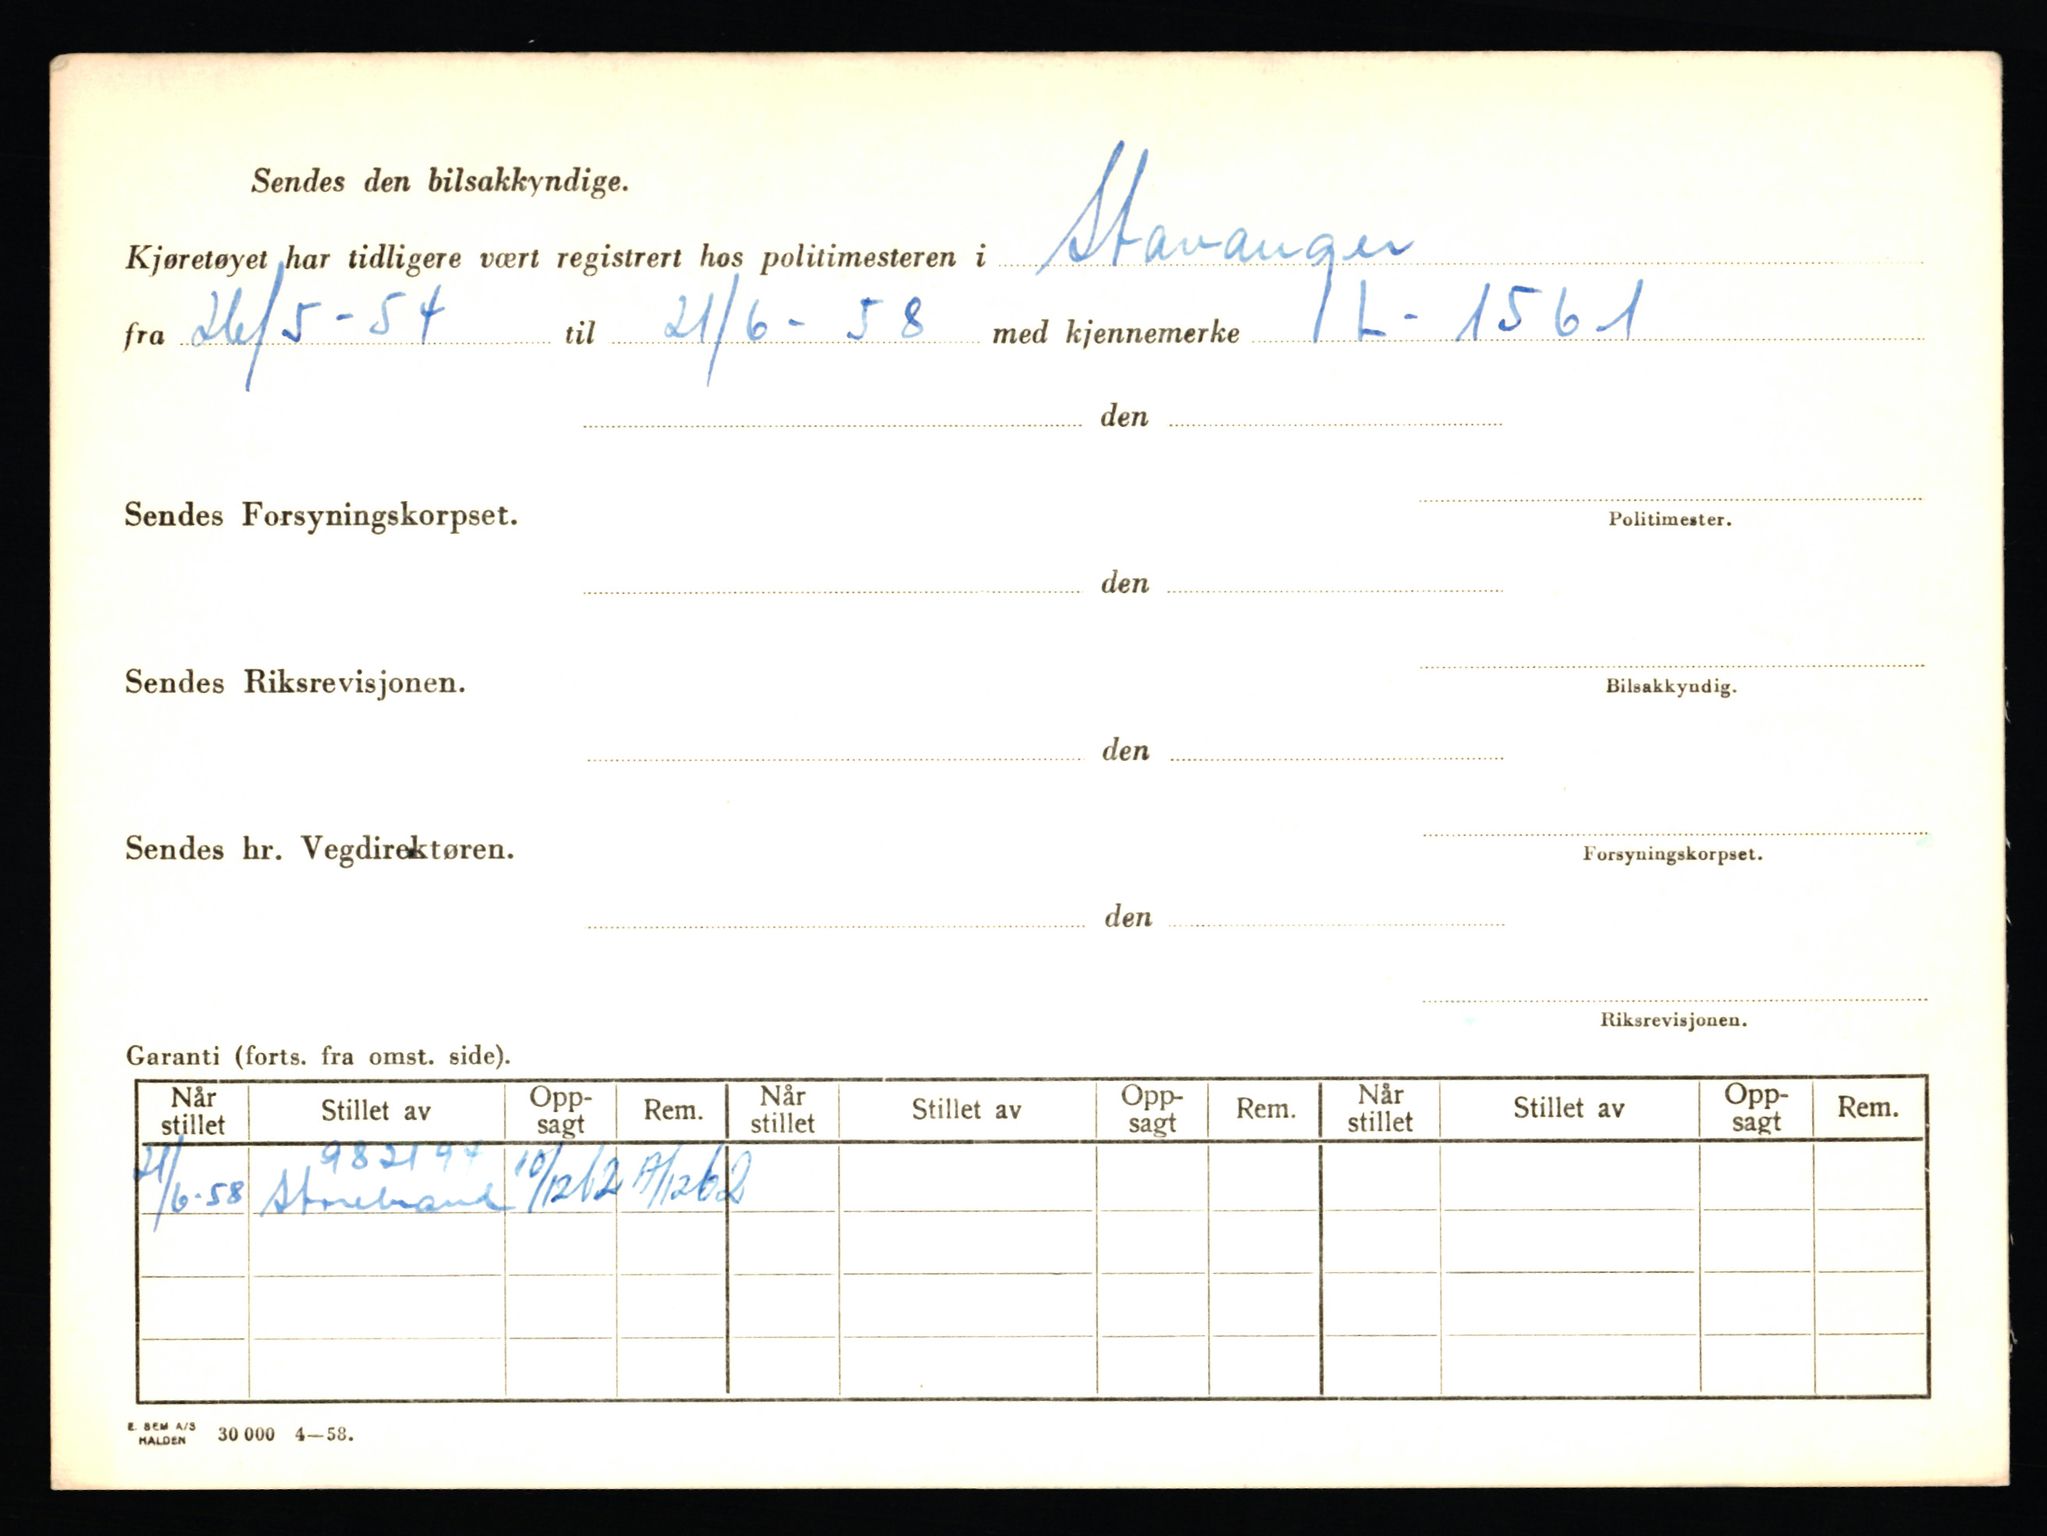 Sendes den bilsakkyndige.
Kjøretøyet har tidligere vært registrert hos politimesteren i Stavanger
fra 26/5-54 til 21/6-58 med kjennemerke L-1561
den
Sendes Forsyningskorpset.
Politimester.
den
Sendes Riksrevisjonen.
Bilsakkyndig.
den
Sendes hr. Vegdirektøren.
Forsyningskorpset.
den
Riksrevisjonen.
Garanti (forts. fra omst. side).
Når stillet Stillet av Opp-sagt Rem. Når stillet Stillet av Opp-sagt Rem. Når stillet Stillet av Opp-sagt Rem.
21/6-58 982194 Storebrand 10/12 62 /12 62
E. SEM A/S HALDEN 30 000 4—58.